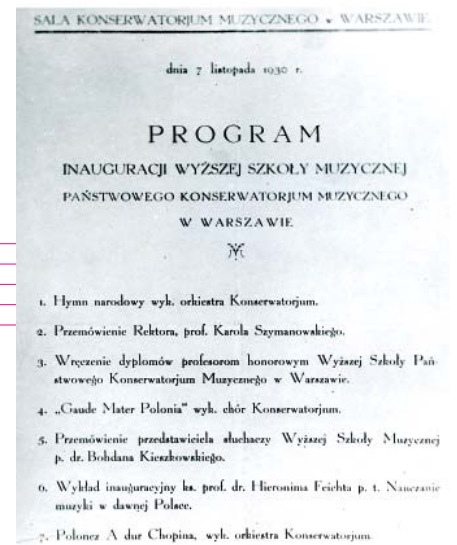 SALA KONSERWATORJUM MUZYCZNEGO w WARSZAWIE
dnia 7 listopada 1930 r.
PROGRAM
INAUGURACJI WYŻSZEJ SZKOŁY MUZYCZNEJ
PAŃSTWOWEGO KONSERWATORJUM MUZYCZNEGO
W WARSZAWIE
1. Hymn narodowy wyk. orkiestra Konserwatorjum.
2. Przemówienie Rektora, prof. Karola Szymanowskiego.
3. Wręczenie dyplomów profesorom honorowym Wyższej Szkoły Pań-
stwowego Konserwatorjum Muzycznego w Warszawie.
4. „Gaude Mater Polonia” wyk. chór Konserwatorjum.
5. Przemówienie przedstawiciela słuchaczy Wyższej Szkoły Muzycznej
p. dr. Bohdana Kieszkowskiego.
6. Wykład inauguracyjny ks. prof. dr. Hieronima Feichta p. t. Nauczanie
muzyki w dawnej Polsce.
7. Polonez A dur Chopina, wyk. orkiestra Konserwatorjum.